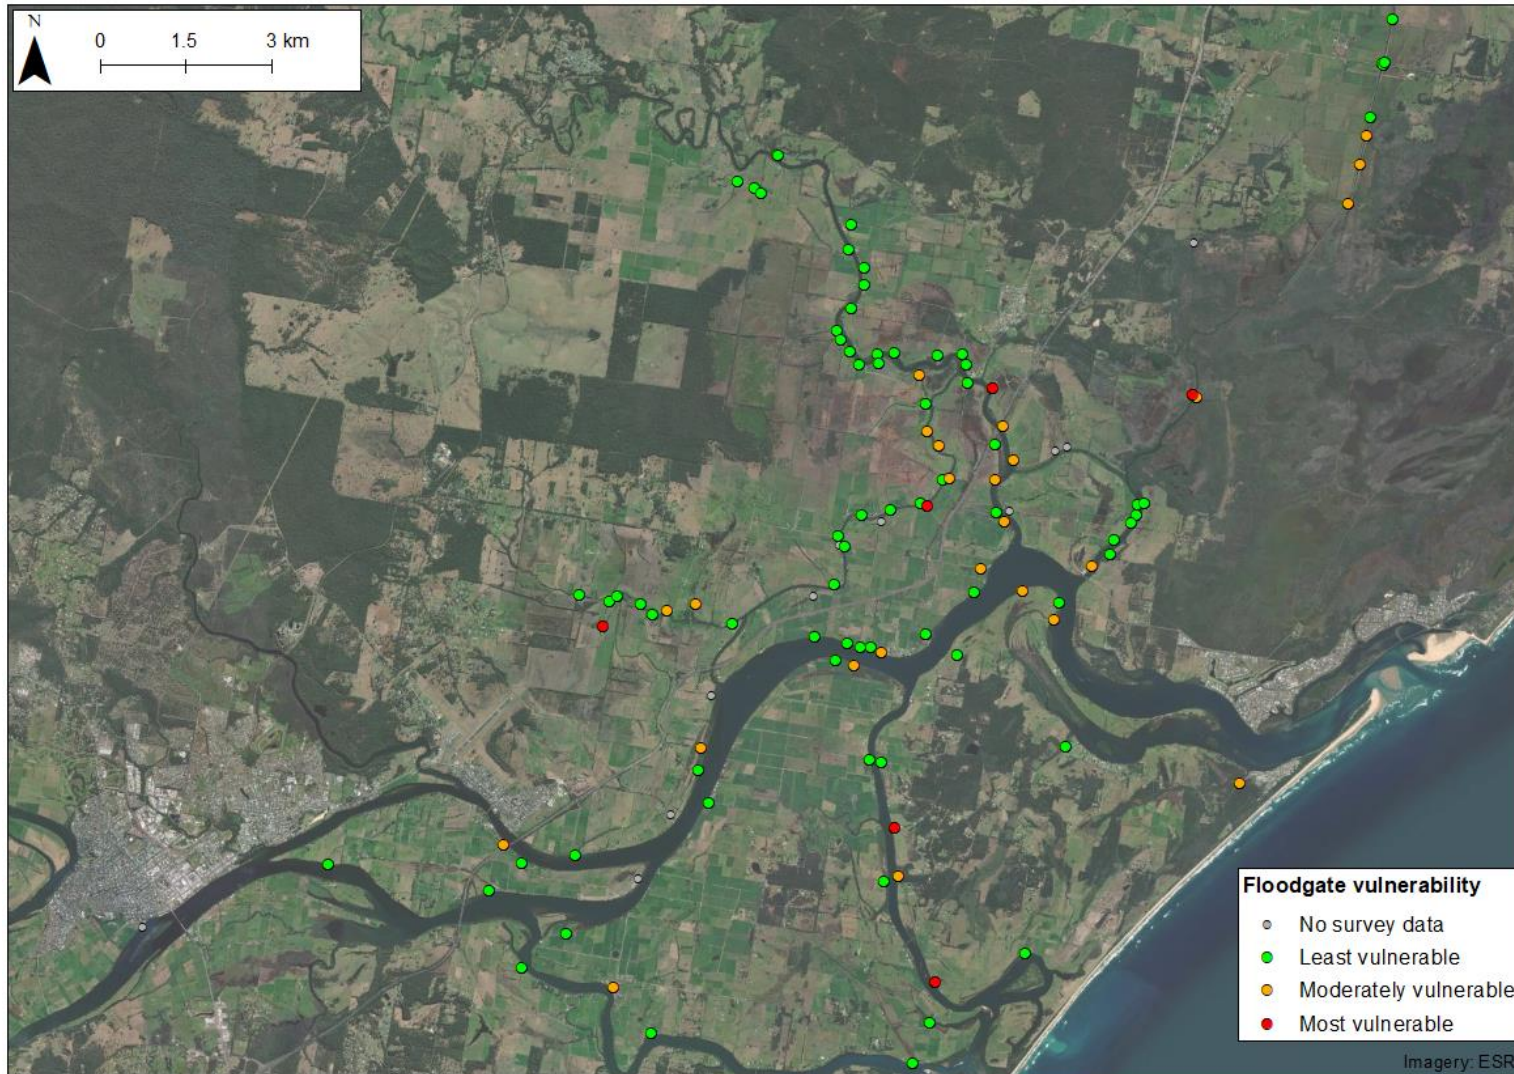 N
0 1.5 3 km
Floodgate vulnerability
No survey data
Least vulnerable
Moderately vulnerable
Most vulnerable
Imagery: ESR